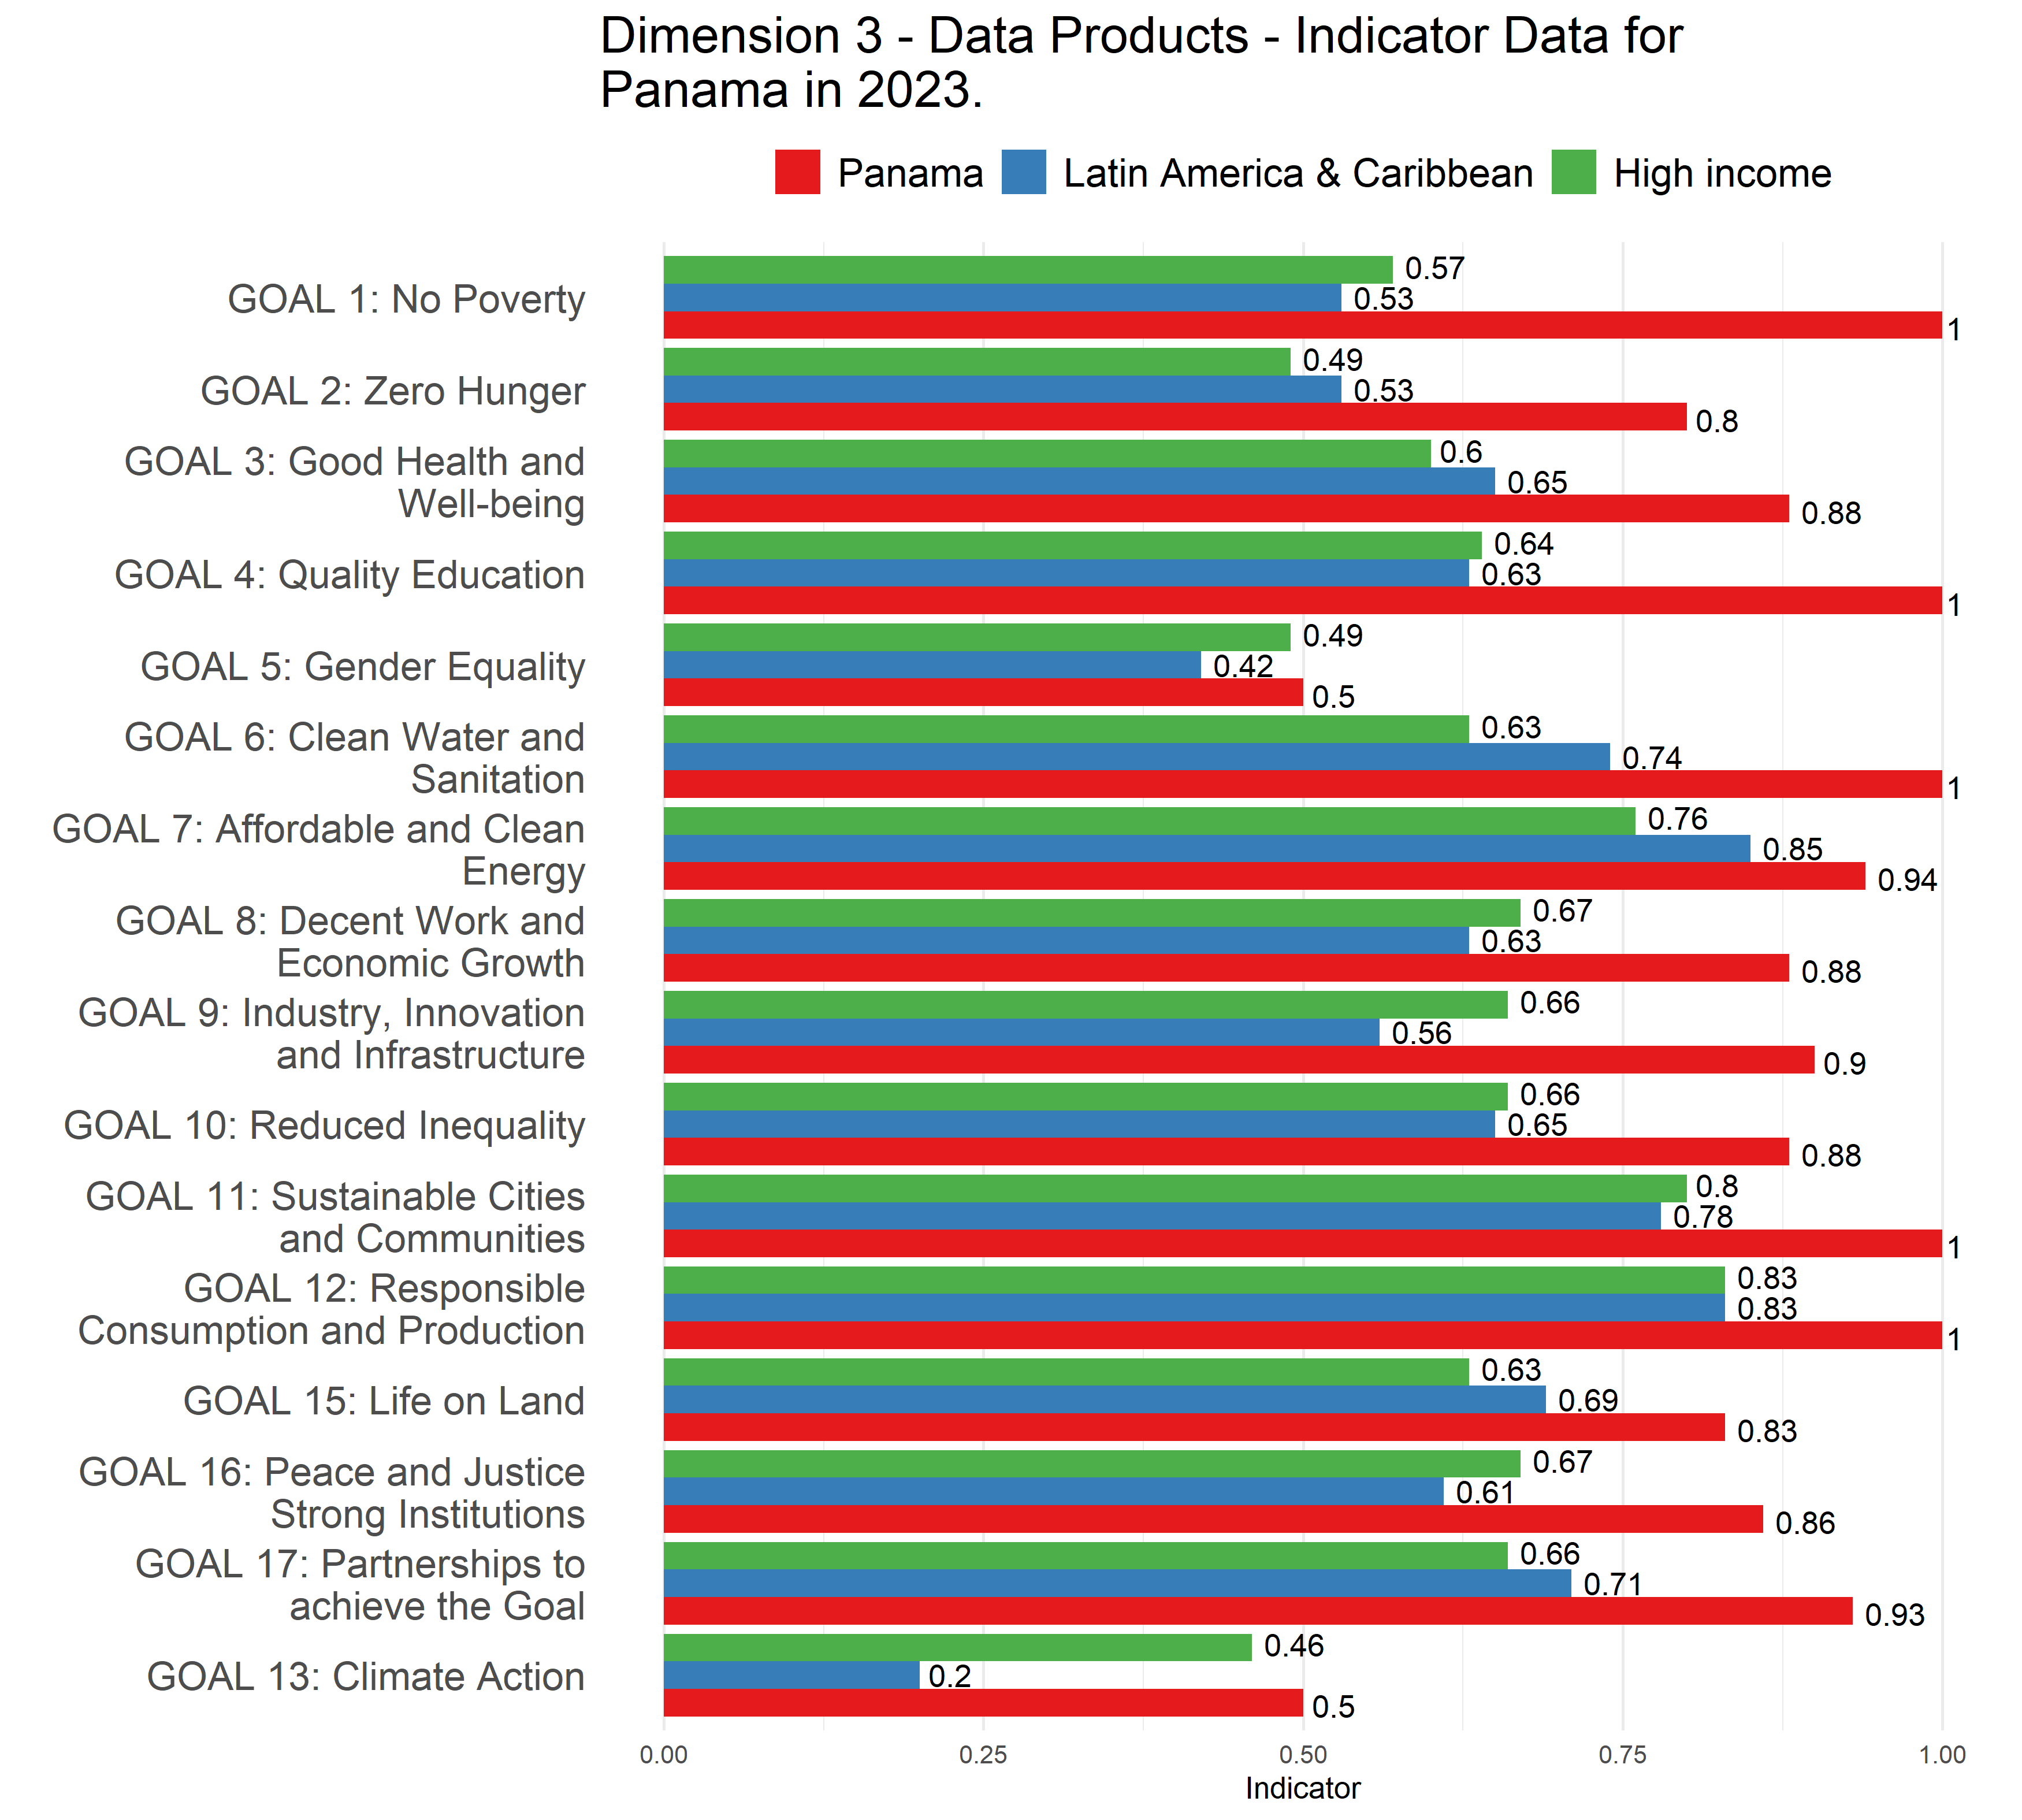 Dimension 3 - Data Products - Indicator Data for
Panama in 2023.
Panama
Latin America & Caribbean
High income
GOAL 1: No Poverty
0.57
0.53
1
GOAL 2: Zero Hunger
0.49
0.53
0.8
GOAL 3: Good Health and
Well-being
0.6
0.65
0.88
GOAL 4: Quality Education
0.64
0.63
1
GOAL 5: Gender Equality
0.49
0.42
0.5
GOAL 6: Clean Water and
Sanitation
0.63
0.74
1
GOAL 7: Affordable and Clean
Energy
0.76
0.85
0.94
GOAL 8: Decent Work and
Economic Growth
0.67
0.63
0.88
GOAL 9: Industry, Innovation
and Infrastructure
0.66
0.56
0.9
GOAL 10: Reduced Inequality
0.66
0.65
0.88
GOAL 11: Sustainable Cities
and Communities
0.8
0.78
1
GOAL 12: Responsible
Consumption and Production
0.83
0.83
1
GOAL 15: Life on Land
0.63
0.69
0.83
GOAL 16: Peace and Justice
Strong Institutions
0.67
0.61
0.86
GOAL 17: Partnerships to
achieve the Goal
0.66
0.71
0.93
GOAL 13: Climate Action
0.46
0.2
0.5
0.00 0.25 0.50 0.75 1.00
Indicator